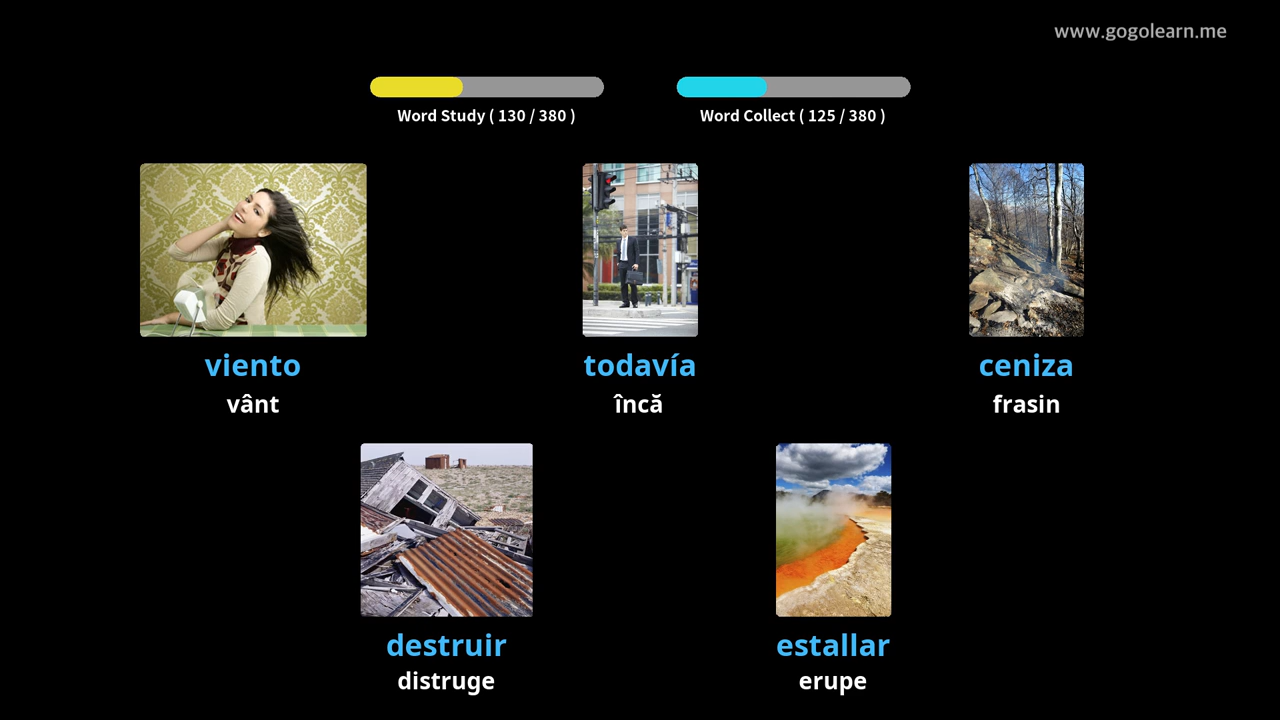 www.gogolearn.me
Word Study ( 130 / 380 )
Word Collect ( 125 / 380 )
viento
vânt
todavía
încă
ceniza
frasin
destruir
distruge
estallar
erupe